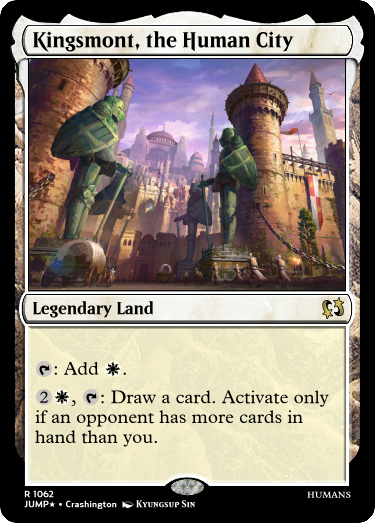 Kingsmont, the Human City
Legendary Land
: Add .
2 , : Draw a card. Activate only
if an opponent has more cards in
hand than you.
R 1062
JUMP★ • Crashington Kyungsup Sin
HUMANS